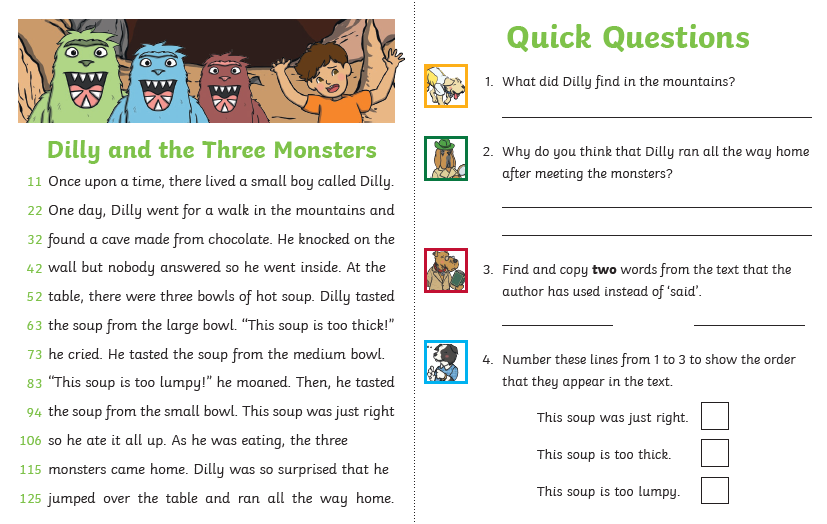 Dilly and the Three Monsters
11 Once upon a time, there lived a small boy called Dilly.
22 One day, Dilly went for a walk in the mountains and
32 found a cave made from chocolate. He knocked on the
42 wall but nobody answered so he went inside. At the
52 table, there were three bowls of hot soup. Dilly tasted
63 the soup from the large bowl. “This soup is too thick!”
73 he cried. He tasted the soup from the medium bowl.
83 “This soup is too lumpy!” he moaned. Then, he tasted
94 the soup from the small bowl. This soup was just right
106 so he ate it all up. As he was eating, the three
115 monsters came home. Dilly was so surprised that he
125 jumped over the table and ran all the way home.
Quick Questions
1. What did Dilly find in the mountains?
2. Why do you think that Dilly ran all the way home
after meeting the monsters?
3. Find and copy two words from the text that the
author has used instead of ‘said’.
4. Number these lines from 1 to 3 to show the order
that they appear in the text.
This soup was just right.
This soup is too thick.
This soup is too lumpy.